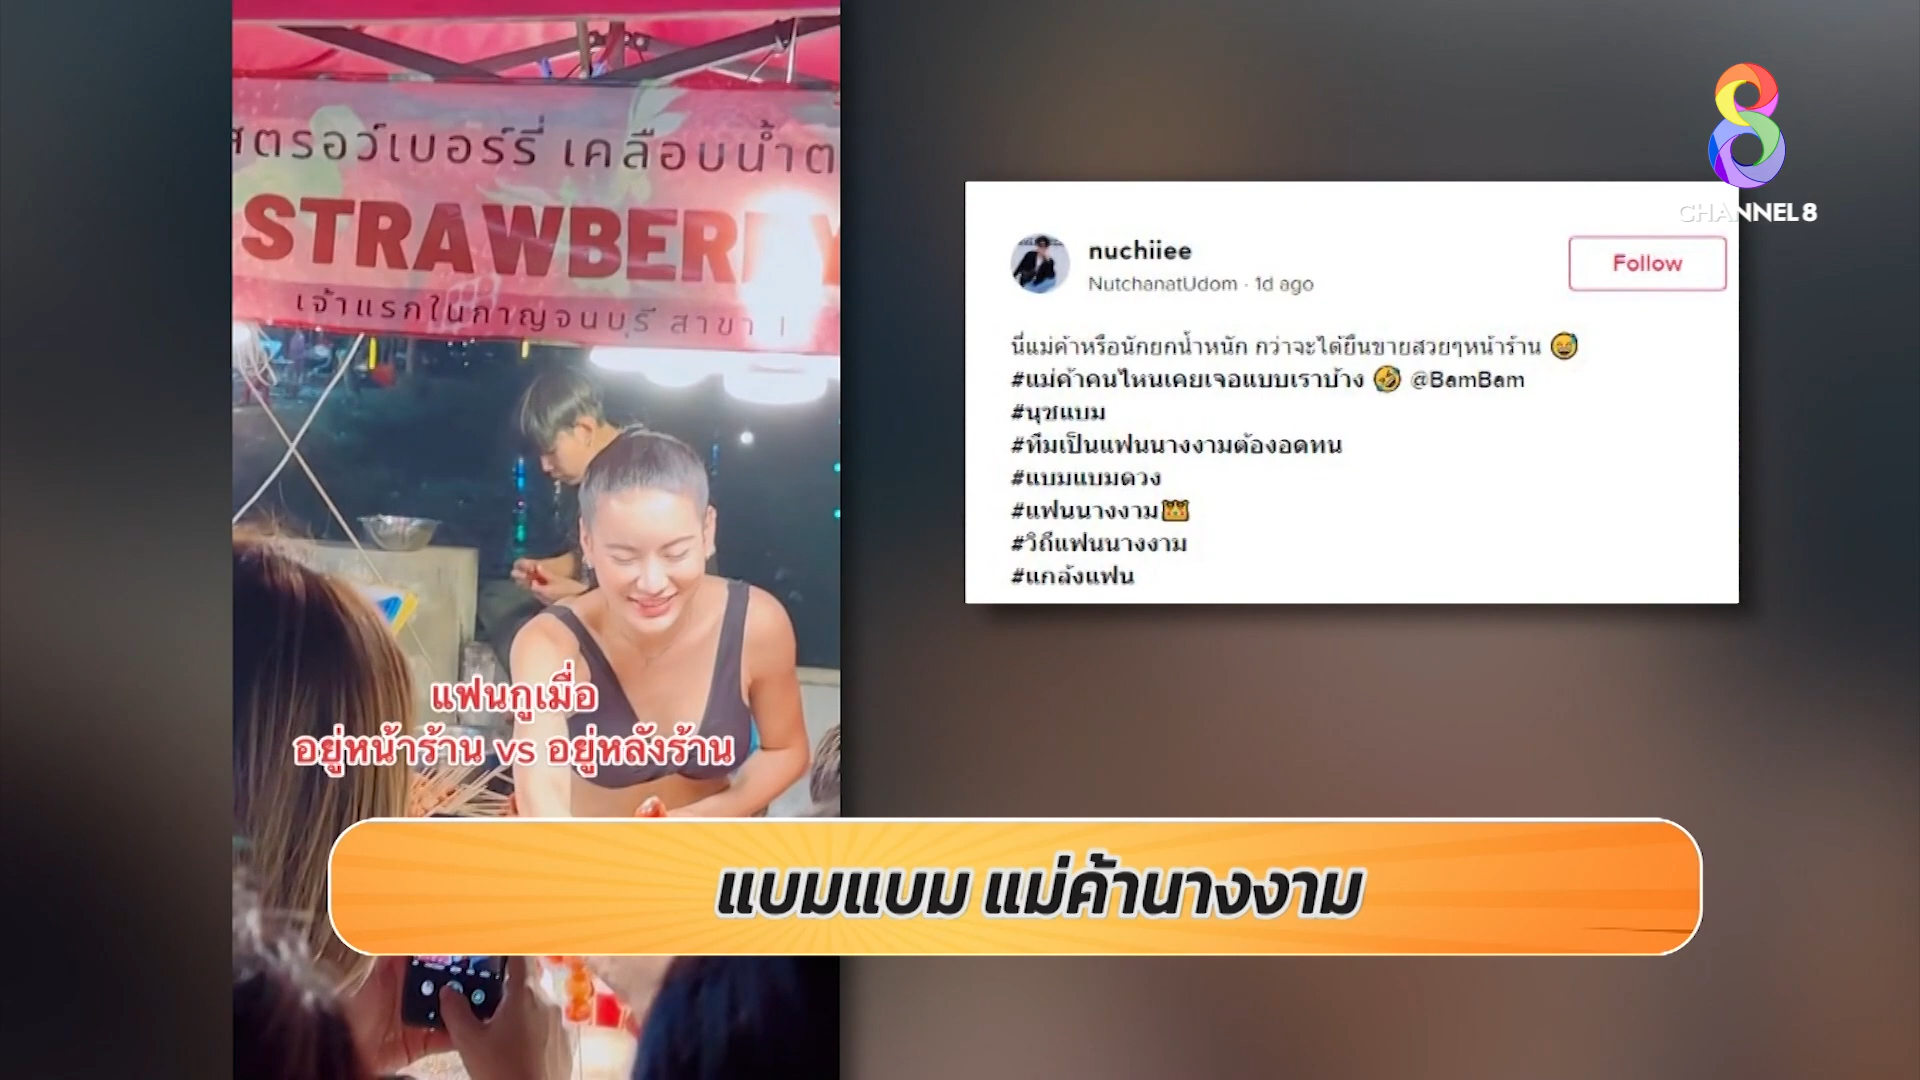 สตรอว์เบอร์รี่ เคลือบน้ำต
STRAWBERRY
เจ้าแรกในกาญจนบุรี สาขา 1
แฟนกูเมื่อ
อยู่หน้าร้าน vs อยู่หลังร้าน
CHANNEL 8
nuchiiee
NutchanatUdom · 1d ago
Follow
นี่แม่ค้าหรือนักยกน้ำหนัก กว่าจะได้ยืนขายสวยๆหน้าร้าน 😅
#แม่ค้าคนไหนเคยเจอแบบเราบ้าง 🤣 @BamBam
#นุชแบม
#ทีมเป็นแฟนนางงามต้องอดทน
#แบมแบมดวง
#แฟนนางงาม👑
#วิถีแฟนนางงาม
#แกล้งแฟน
แบมแบม แม่ค้านางงาม